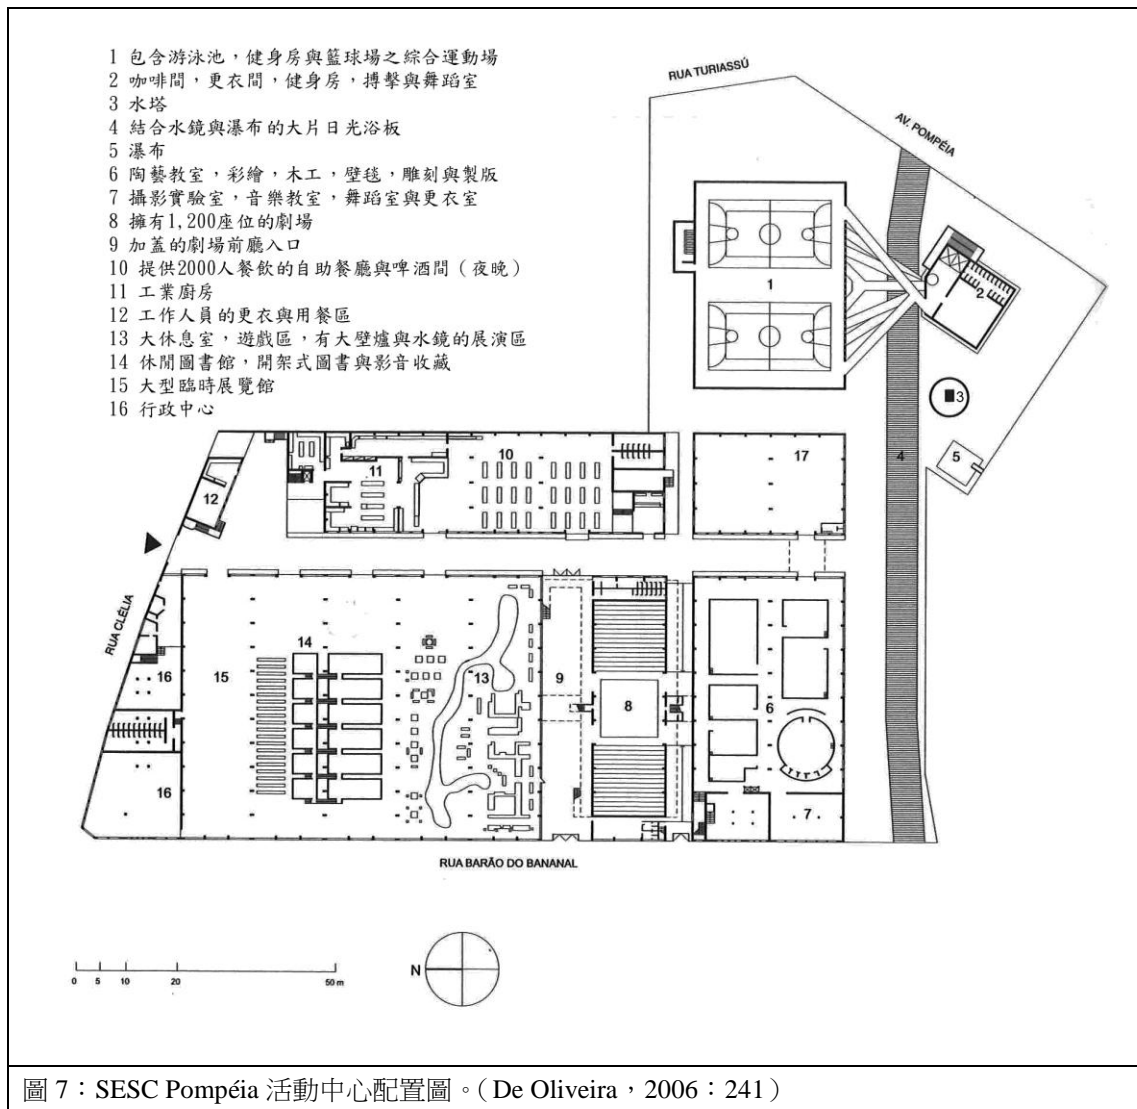 1 包含游泳池，健身房與籃球場之綜合運動場
2 咖啡間，更衣間，健身房，搏擊與舞蹈室
3 水塔
4 結合水鏡與瀑布的大片日光浴板
5 瀑布
6 陶藝教室，彩繪，木工，壁毯，雕刻與製版
7 攝影實驗室，音樂教室，舞蹈室與更衣室
8 擁有1,200座位的劇場
9 加蓋的劇場前廳入口
10 提供2000人餐飲的自助餐廳與啤酒間（夜晚）
11 工業廚房
12 工作人員的更衣與用餐區
13 大休息室，遊戲區，有大壁爐與水鏡的展演區
14 休閒圖書館，開架式圖書與影音收藏
15 大型臨時展覽館
16 行政中心
RUA TURIASSÚ
AV. POMPÉIA
1
2
3
4
5
17
10
11
12
RUA CLÉLIA
14
16
15
13
9
8
6
16
7
RUA BARÃO DO BANANAL
N
0 5 10 20 50 m
圖 7：SESC Pompéia 活動中心配置圖。（De Oliveira，2006：241）